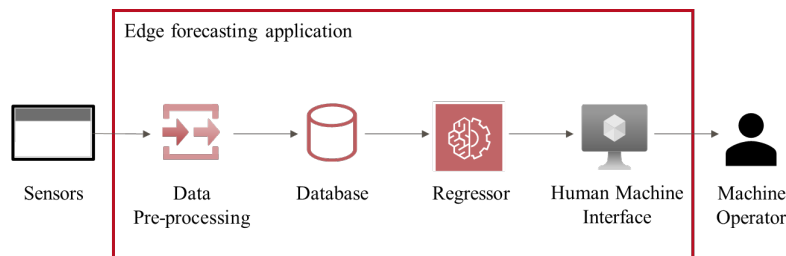 Edge forecasting application
Sensors
Data
Pre-processing
Database
Regressor
Human Machine
Interface
Machine
Operator